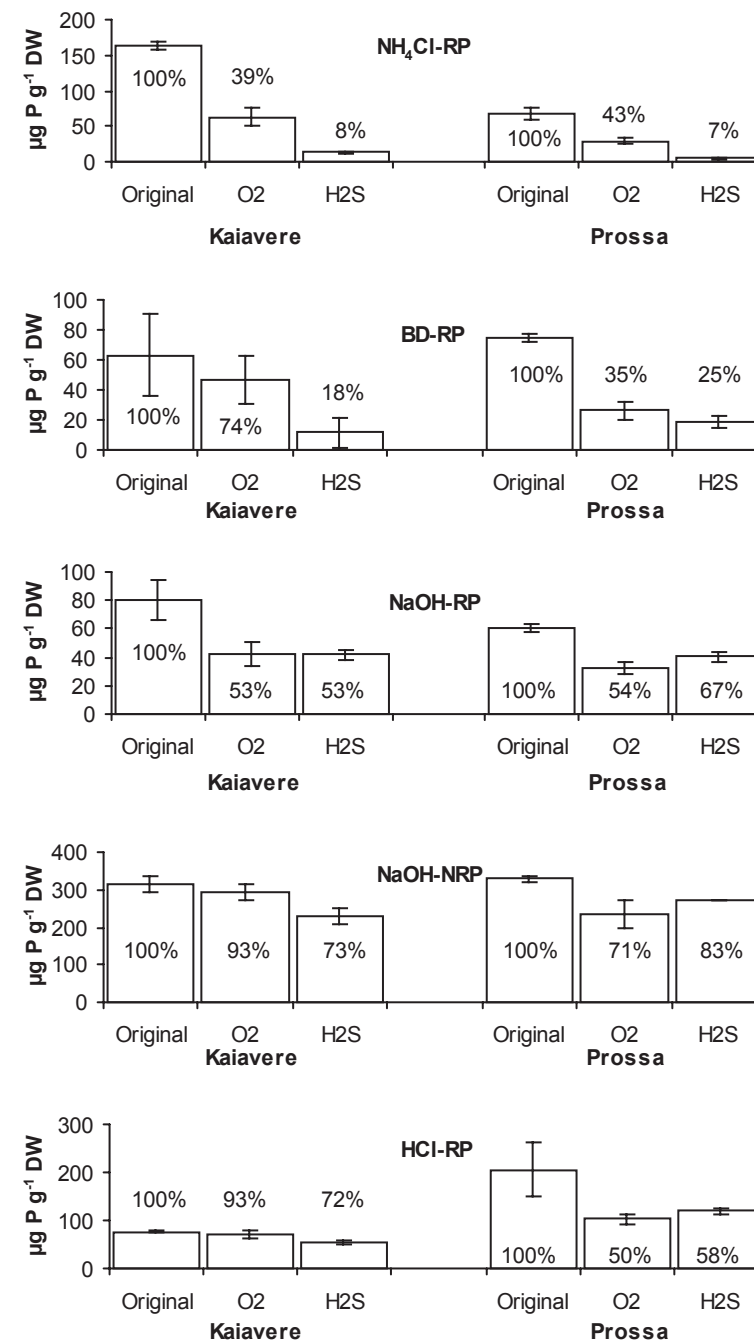 µg P g-1 DW
200
150
100
50
0
NH4Cl-RP
100%
39%
8%
100%
43%
7%
Original O2 H2S Original O2 H2S
Kaiavere Prossa
µg P g-1 DW
100
80
60
40
20
0
BD-RP
100%
74%
18%
100%
35%
25%
Original O2 H2S Original O2 H2S
Kaiavere Prossa
µg P g-1 DW
100
80
60
40
20
0
NaOH-RP
100%
53%
53%
100%
54%
67%
Original O2 H2S Original O2 H2S
Kaiavere Prossa
µg P g-1 DW
400
300
200
100
0
NaOH-NRP
100%
93%
73%
100%
71%
83%
Original O2 H2S Original O2 H2S
Kaiavere Prossa
µg P g-1 DW
300
200
100
0
HCl-RP
100%
93%
72%
100%
50%
58%
Original O2 H2S Original O2 H2S
Kaiavere Prossa